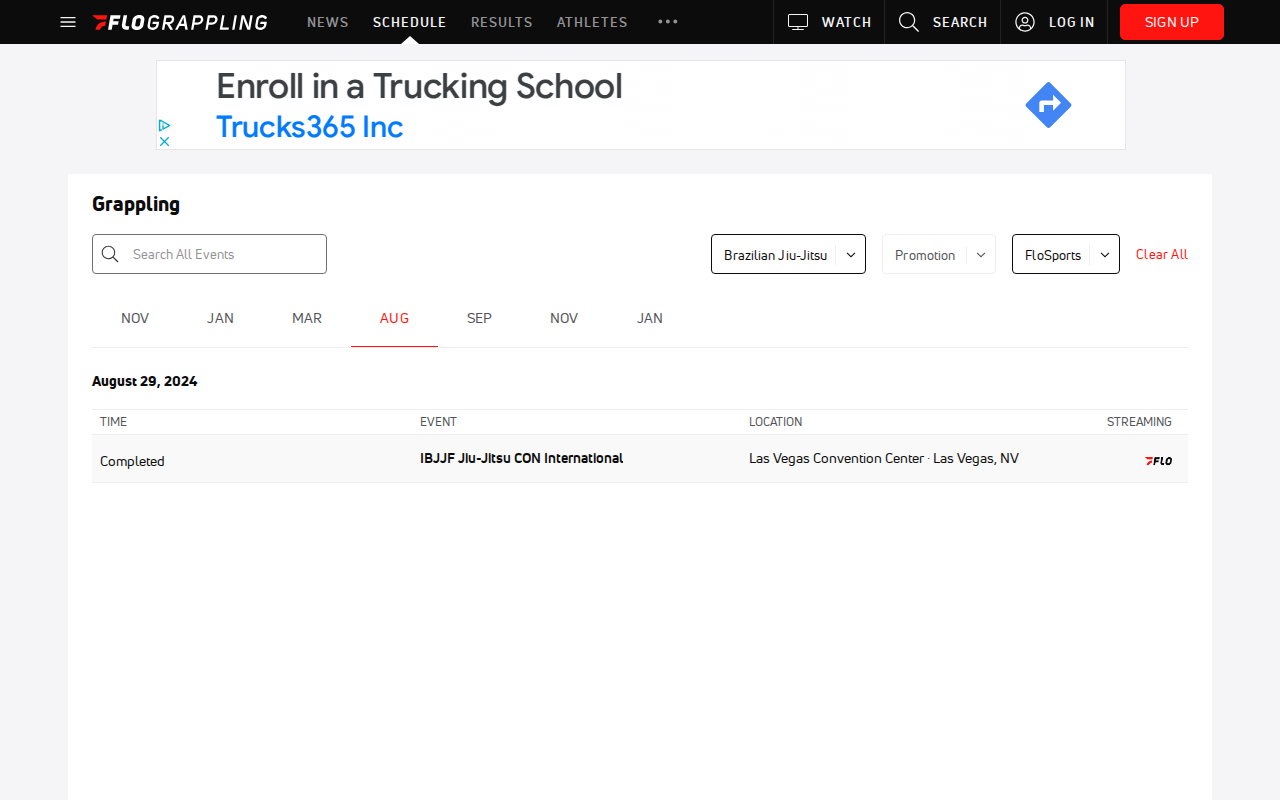 FLOGRAPPLING NEWS SCHEDULE RESULTS ATHLETES WATCH SEARCH LOG IN SIGN UP
Enroll in a Trucking School
Trucks365 Inc
Grappling
Search All Events Brazilian Jiu-Jitsu Promotion FloSports Clear All
NOV JAN MAR AUG SEP NOV JAN
August 29, 2024
TIME EVENT LOCATION STREAMING
Completed IBJJF Jiu-Jitsu CON International Las Vegas Convention Center · Las Vegas, NV FLO